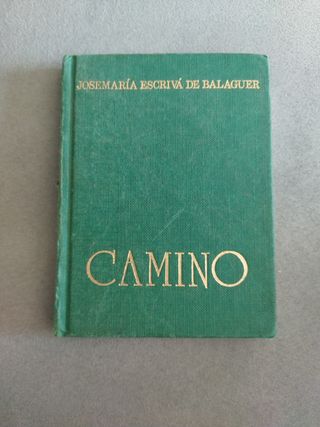 JOSEMARÍA ESCRIVÁ DE BALAGUER
CAMINO